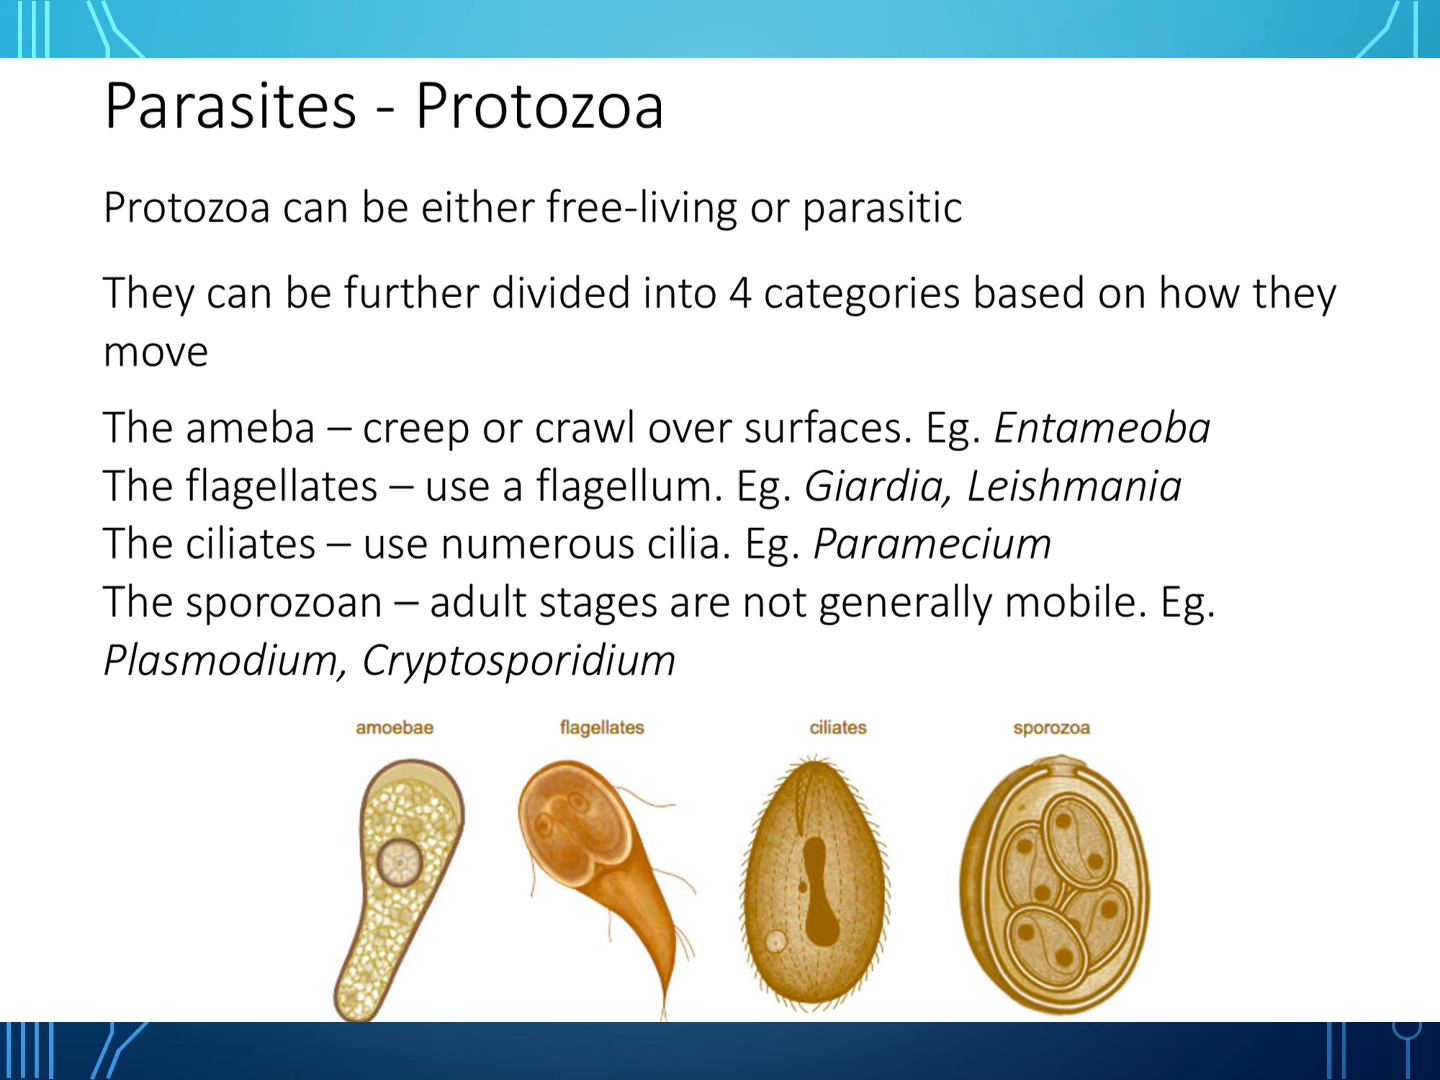 Parasites - Protozoa
Protozoa can be either free-living or parasitic
They can be further divided into 4 categories based on how they
move
The ameba – creep or crawl over surfaces. Eg. Entameoba
The flagellates – use a flagellum. Eg. Giardia, Leishmania
The ciliates – use numerous cilia. Eg. Paramecium
The sporozoan – adult stages are not generally mobile. Eg.
Plasmodium, Cryptosporidium
amoebae flagellates ciliates sporozoa